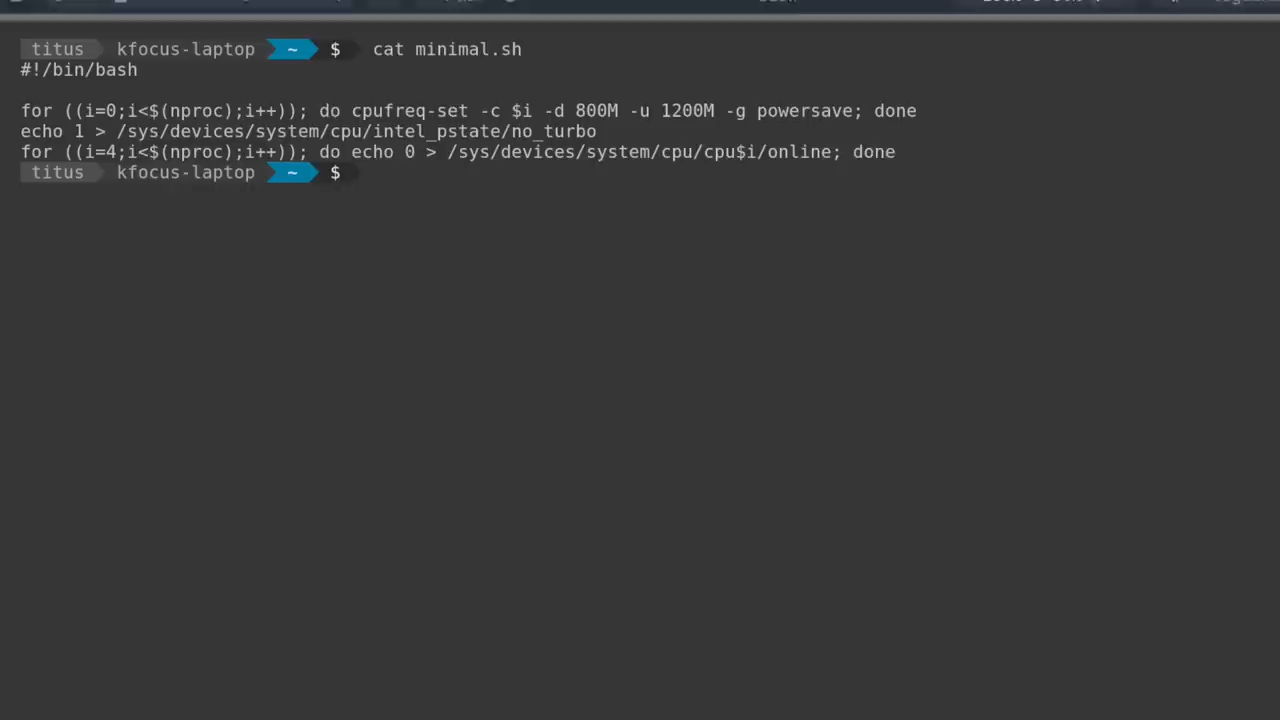 titus kfocus-laptop ~ $ cat minimal.sh
#!/bin/bash
for ((i=0;i<$(nproc);i++)); do cpufreq-set -c $i -d 800M -u 1200M -g powersave; done
echo 1 > /sys/devices/system/cpu/intel_pstate/no_turbo
for ((i=4;i<$(nproc);i++)); do echo 0 > /sys/devices/system/cpu/cpu$i/online; done
titus kfocus-laptop ~ $